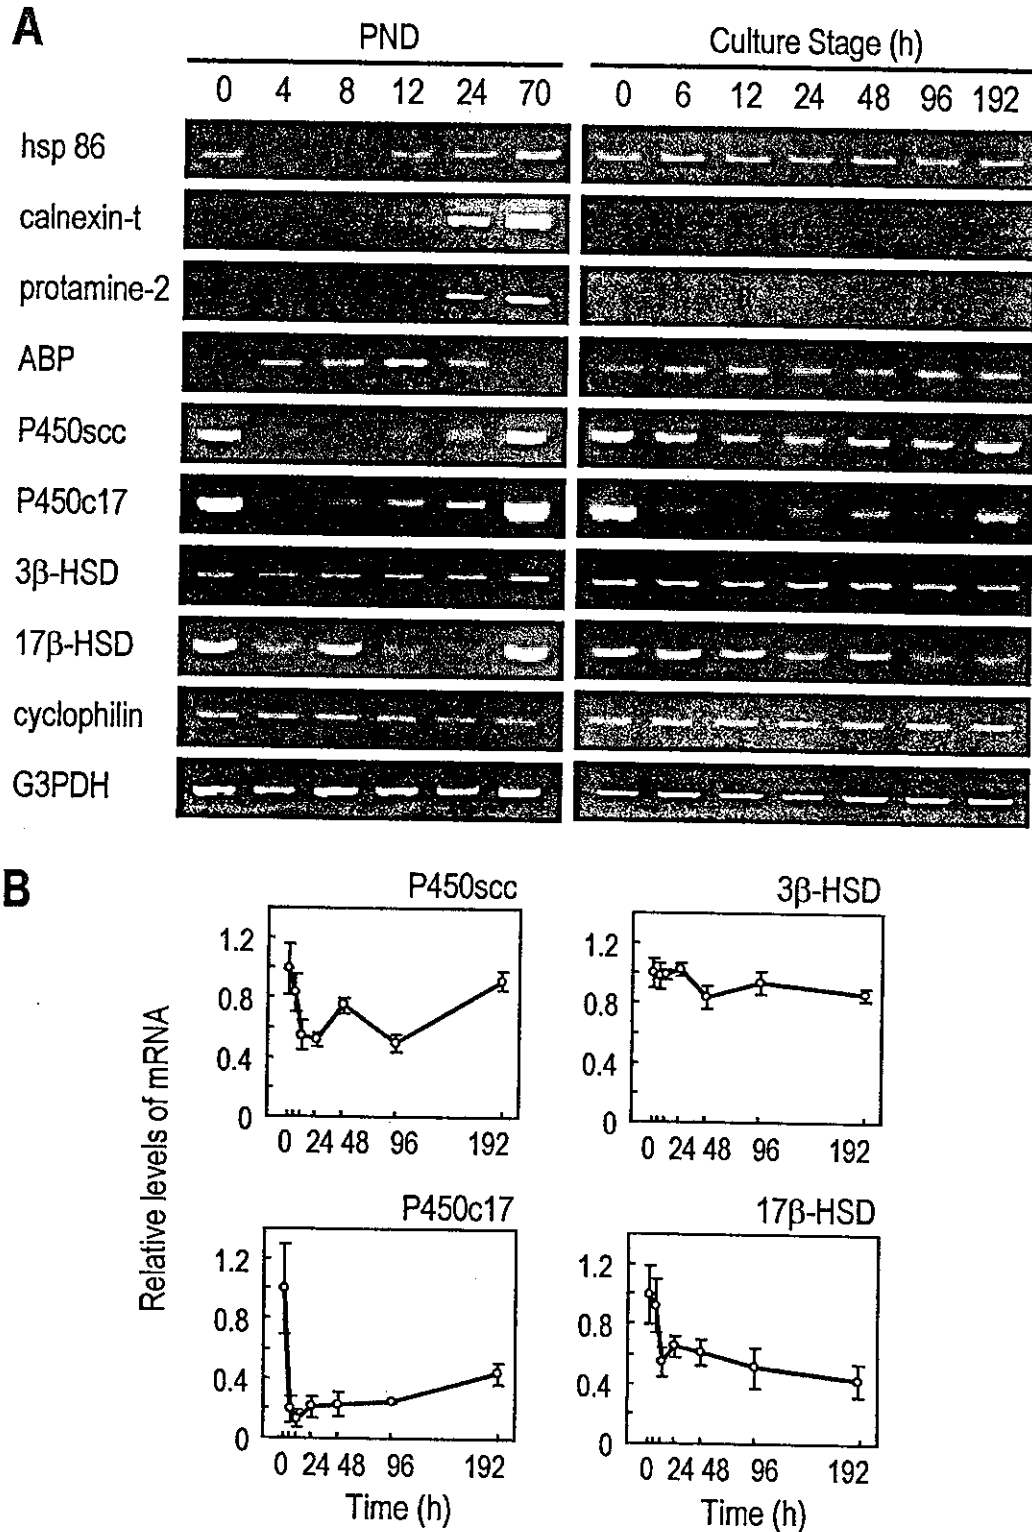 A
PND
Culture Stage (h)
0 4 8 12 24 70
0 6 12 24 48 96 192
hsp 86
calnexin-t
protamine-2
ABP
P450scc
P450c17
3β-HSD
17β-HSD
cyclophilin
G3PDH
B
Relative levels of mRNA
P450scc
1.2
0.8
0.4
0
0 24 48 96 192
3β-HSD
1.2
0.8
0.4
0
0 24 48 96 192
P450c17
1.2
0.8
0.4
0
0 24 48 96 192
Time (h)
17β-HSD
1.2
0.8
0.4
0
0 24 48 96 192
Time (h)